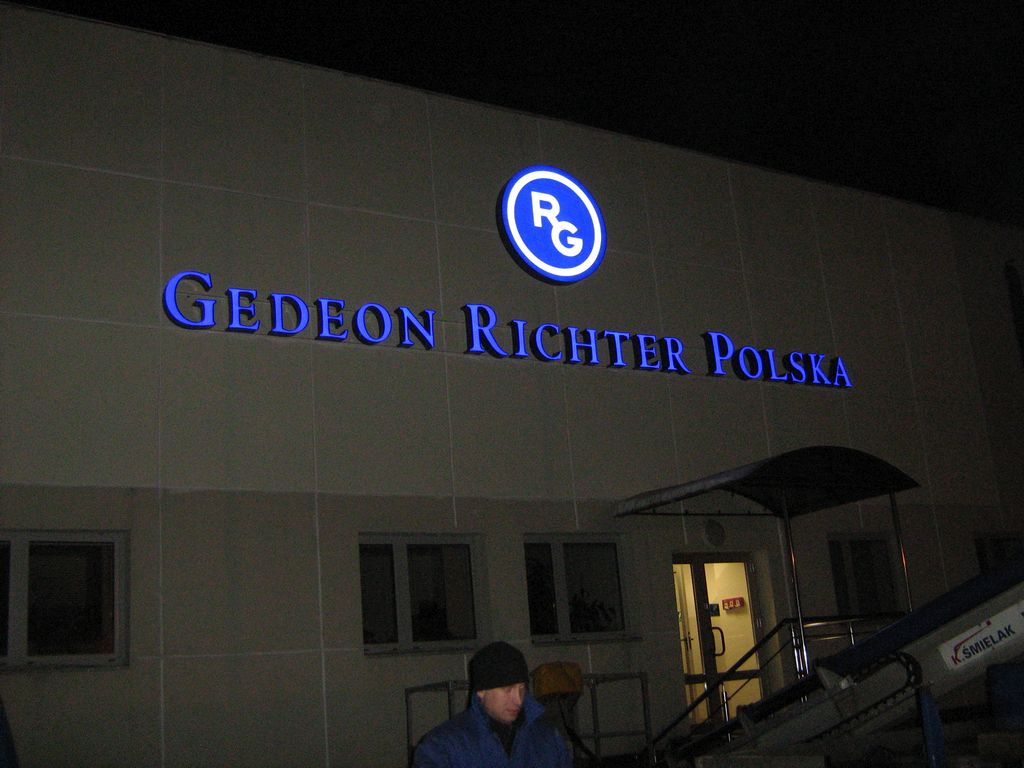 RG
GEDEON RICHTER POLSKA
K.ŚMIELAK